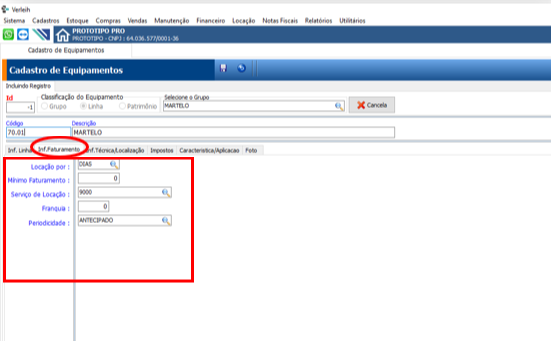 Verleih
Sistema Cadastros Estoque Compras Vendas Manutenção Financeiro Locação Notas Fiscais Relatórios Utilitários
PROTOTIPO PRO
PROTOTIPO - CNPJ : 64.036.577/0001-36
Cadastro de Equipamentos
Cadastro de Equipamentos
Incluindo Registro
Id Classificação do Equipamento Selecione o Grupo
-1 Grupo Linha Patrimônio MARTELO Cancela
Código Descrição
70.01 MARTELO
Inf. Linha Inf.Faturamento Inf.Técnica/Localização Impostos Caracteristica/Aplicacao Foto
Locação por : DIAS
Mínimo Faturamento : 0
Serviço de Locação : 9000
Franquia : 0
Periodicidade : ANTECIPADO